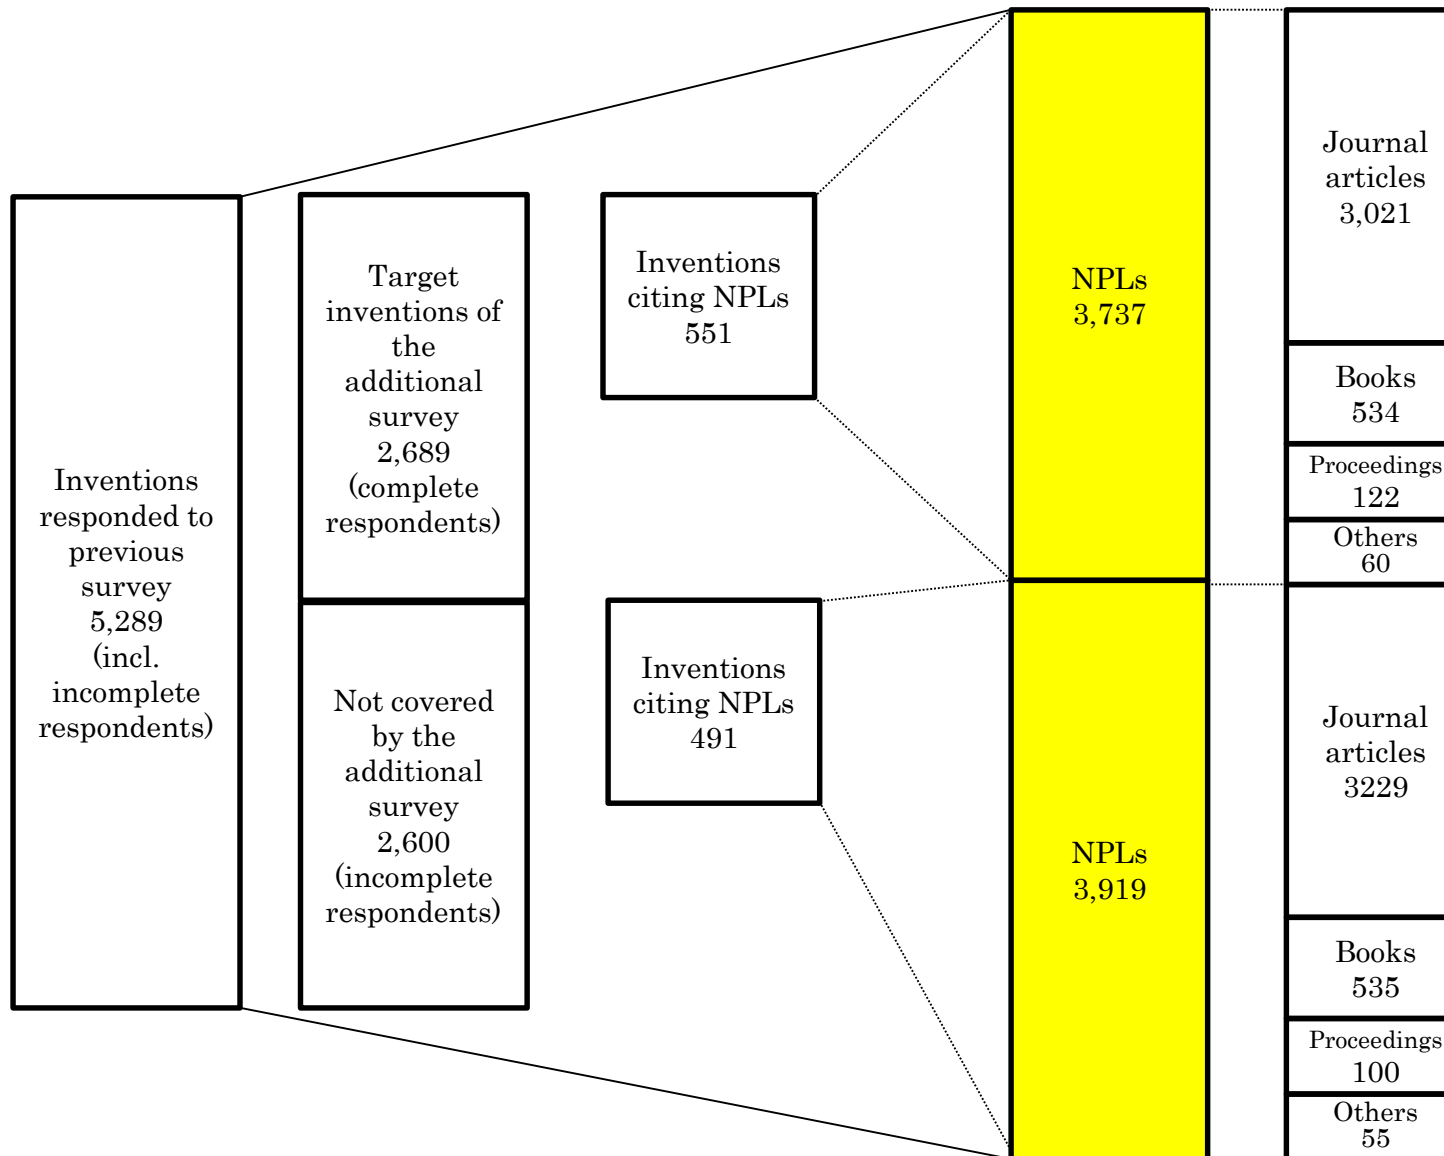 Inventions
responded to
previous
survey
5,289
(incl.
incomplete
respondents)
Target
inventions of
the
additional
survey
2,689
(complete
respondents)
Not covered
by the
additional
survey
2,600
(incomplete
respondents)
Inventions
citing NPLs
551
Inventions
citing NPLs
491
NPLs
3,737
NPLs
3,919
Journal
articles
3,021
Books
534
Proceedings
122
Others
60
Journal
articles
3229
Books
535
Proceedings
100
Others
55